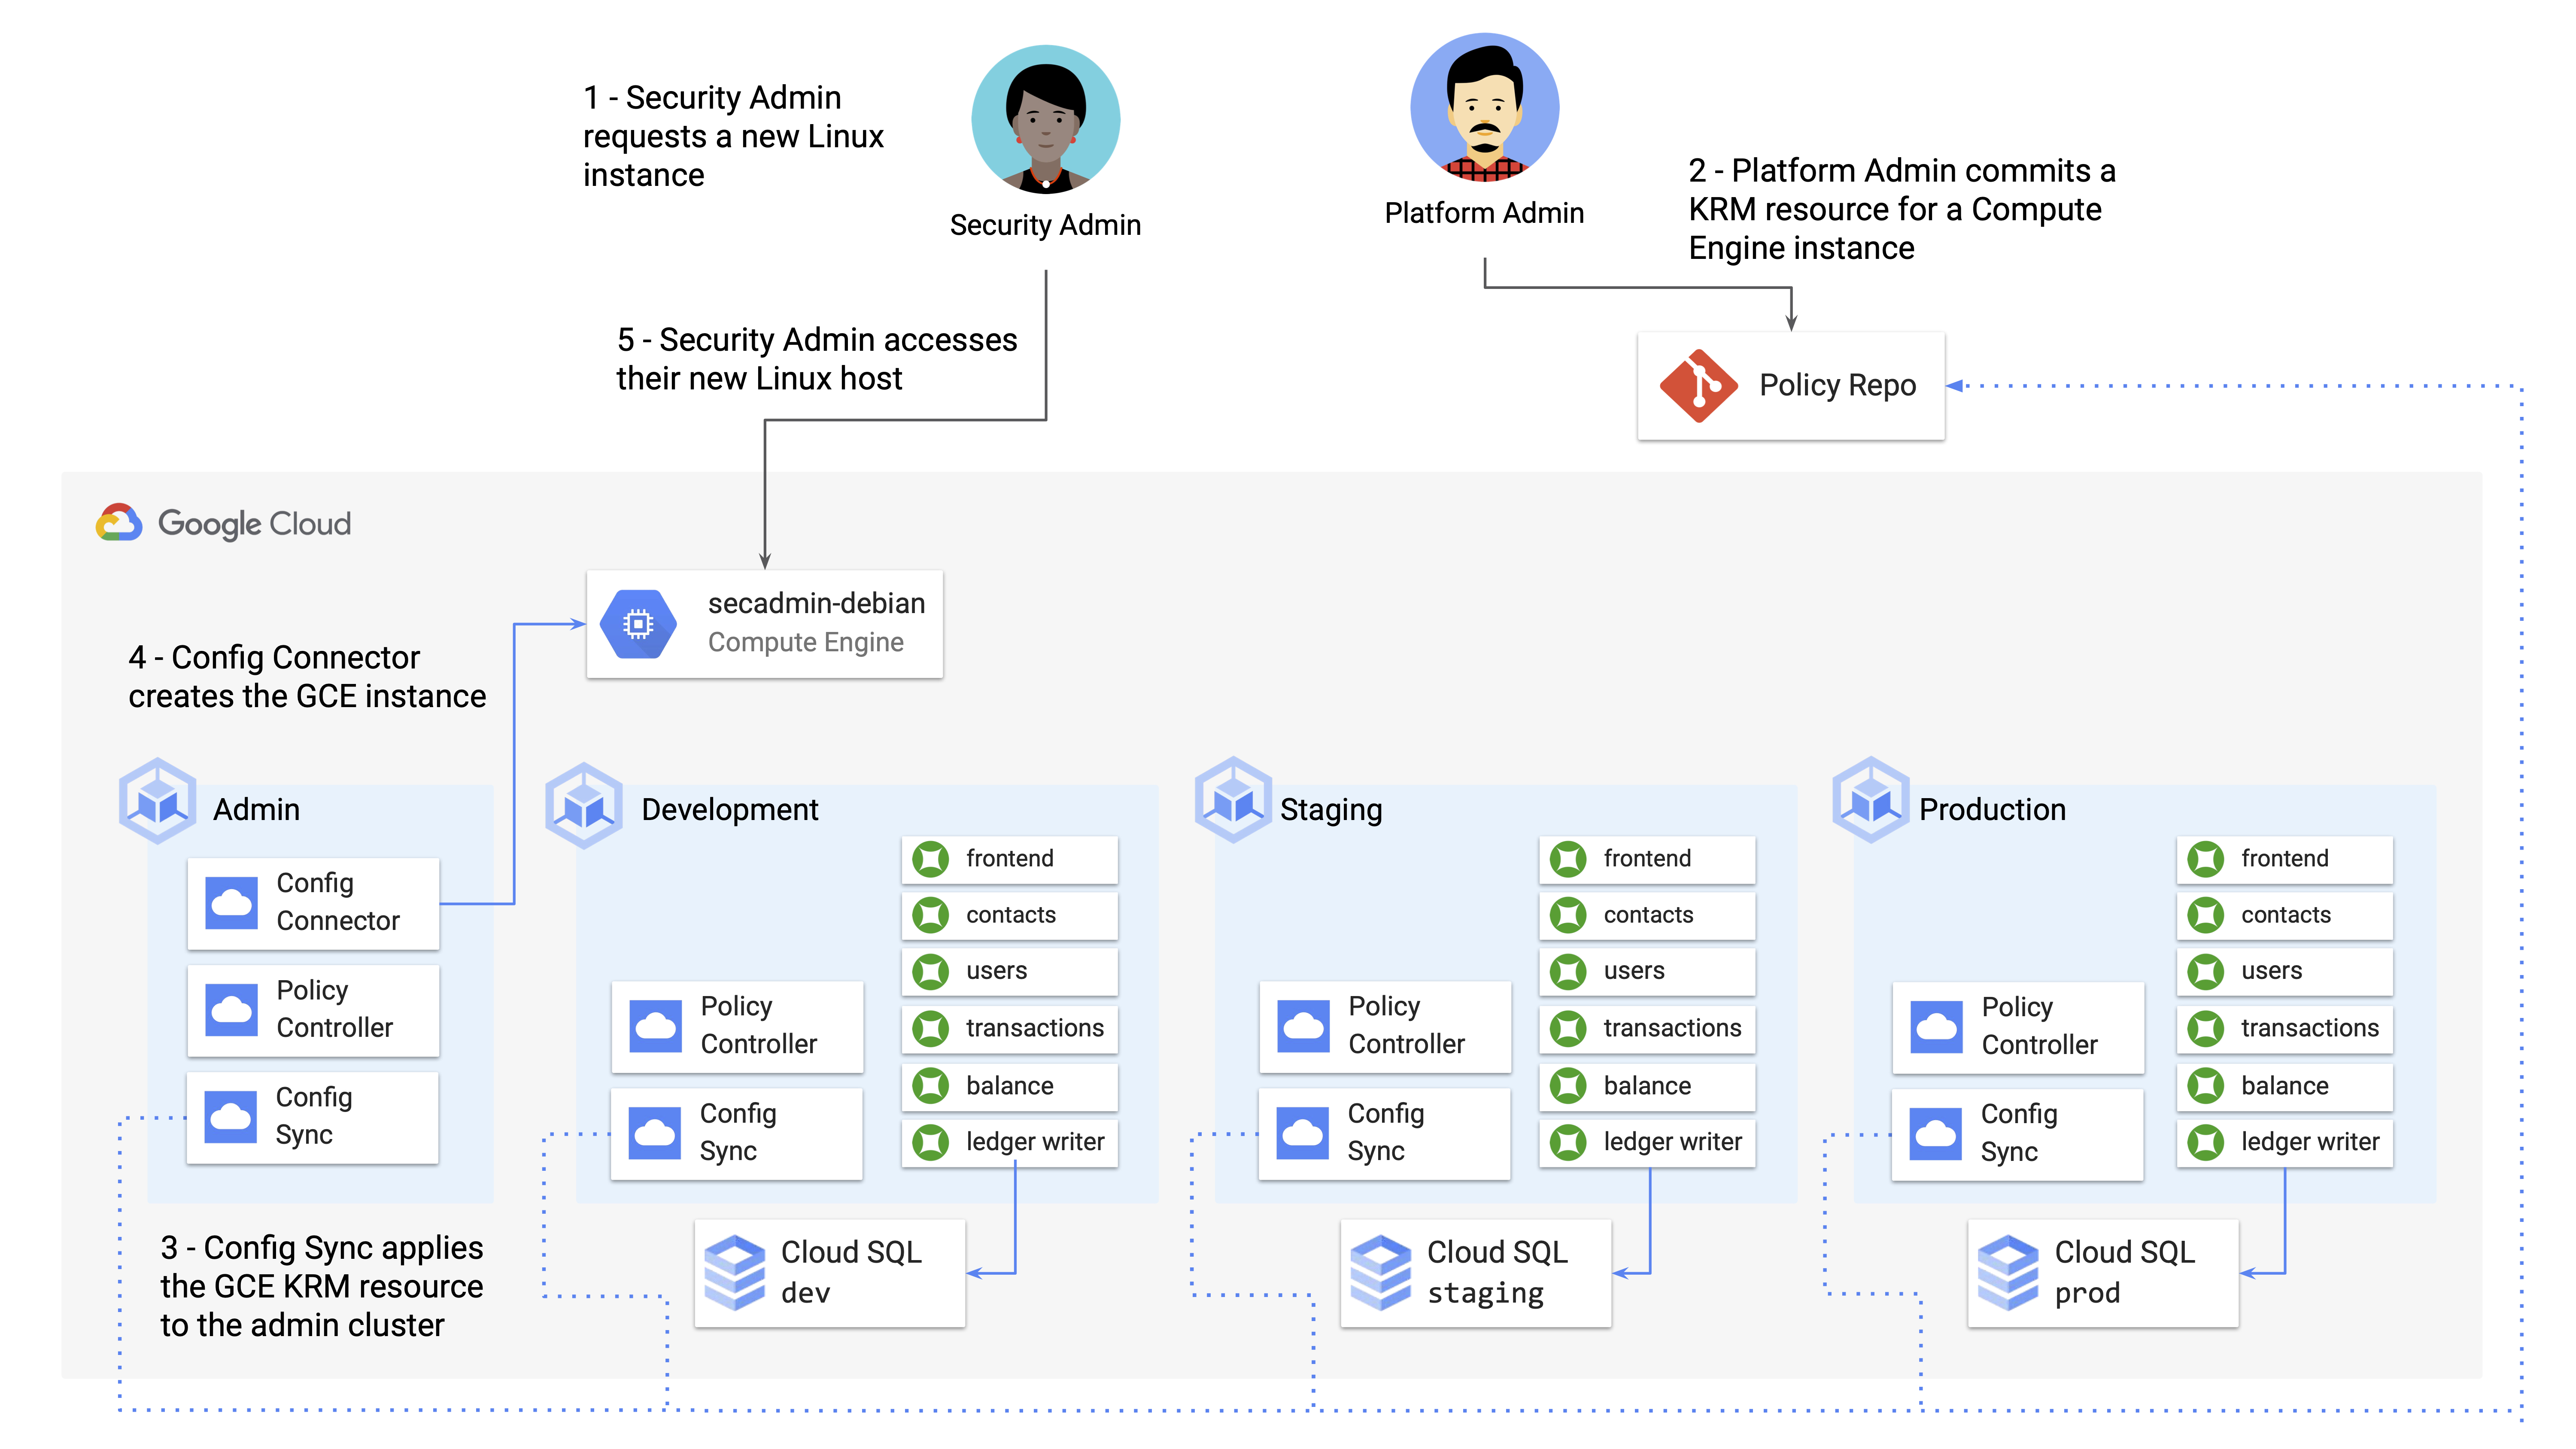 1 - Security Admin
requests a new Linux
instance
Security Admin
Platform Admin
2 - Platform Admin commits a
KRM resource for a Compute
Engine instance
5 - Security Admin accesses
their new Linux host
Policy Repo
Google Cloud
secadmin-debian
Compute Engine
4 - Config Connector
creates the GCE instance
Admin
Config
Connector
Policy
Controller
Config
Sync
3 - Config Sync applies
the GCE KRM resource
to the admin cluster
Development
Policy
Controller
Config
Sync
frontend
contacts
users
transactions
balance
ledger writer
Cloud SQL
dev
Staging
Policy
Controller
Config
Sync
frontend
contacts
users
transactions
balance
ledger writer
Cloud SQL
staging
Production
Policy
Controller
Config
Sync
frontend
contacts
users
transactions
balance
ledger writer
Cloud SQL
prod